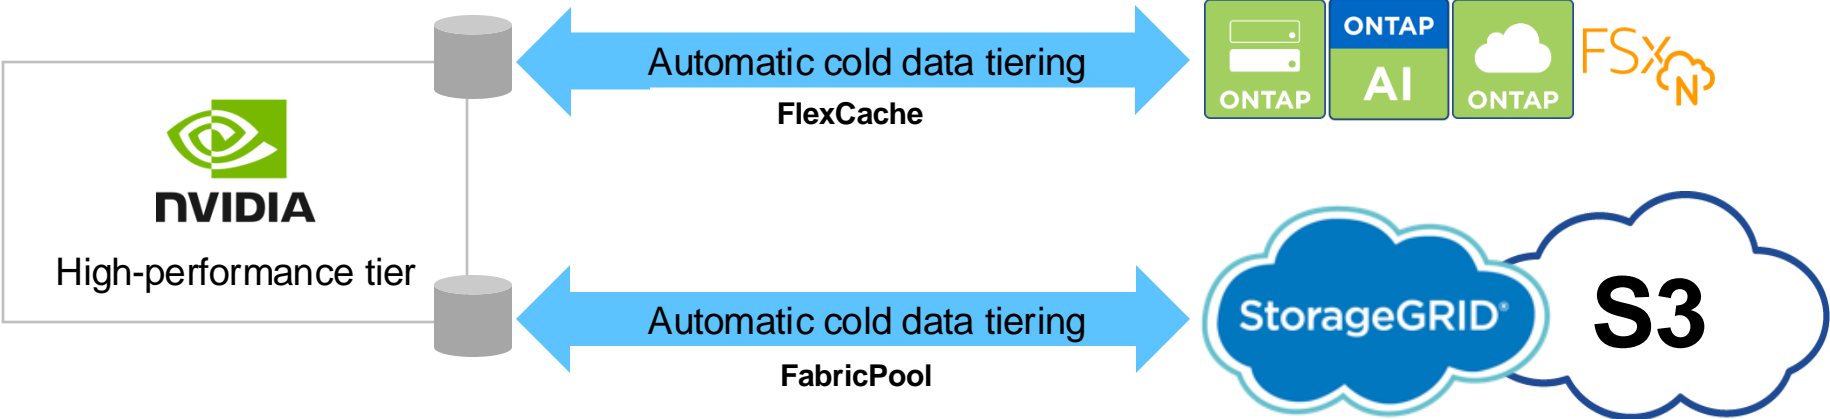 Automatic cold data tiering
FlexCache
ONTAP
ONTAP
AI
ONTAP
FSx
N
NVIDIA
High-performance tier
Automatic cold data tiering
FabricPool
StorageGRID®
S3